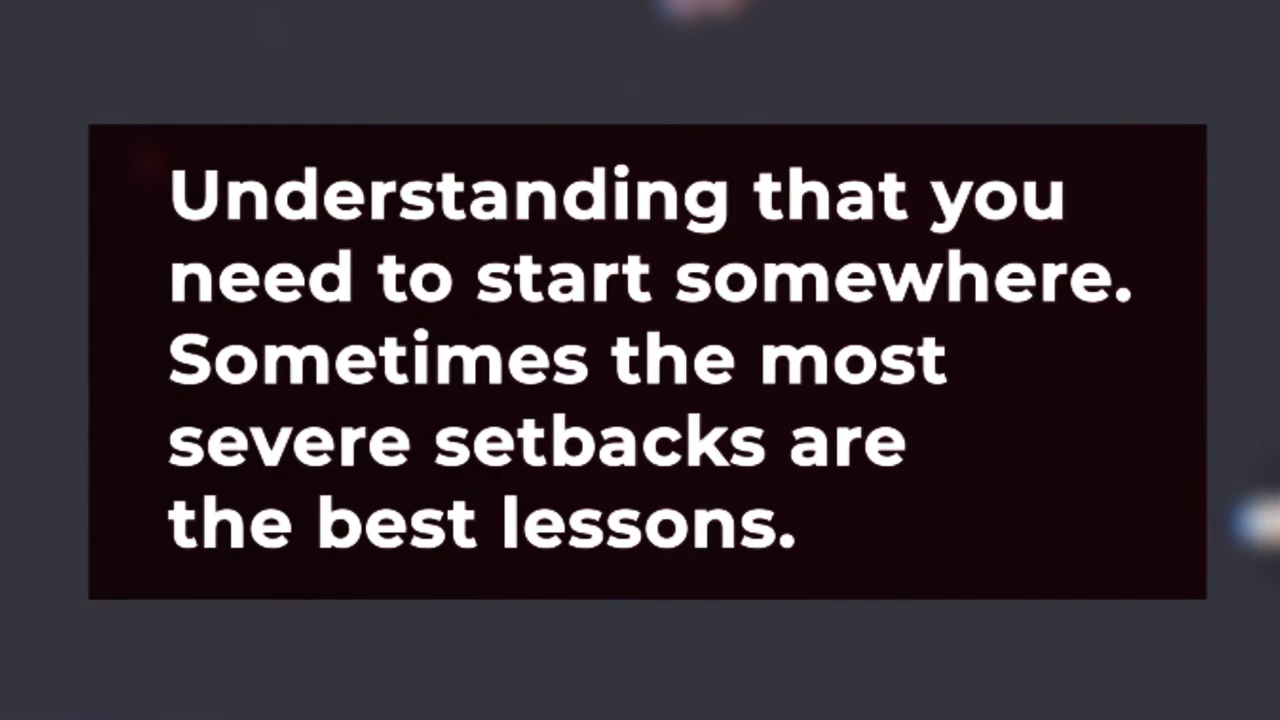 Understanding that you
need to start somewhere.
Sometimes the most
severe setbacks are
the best lessons.